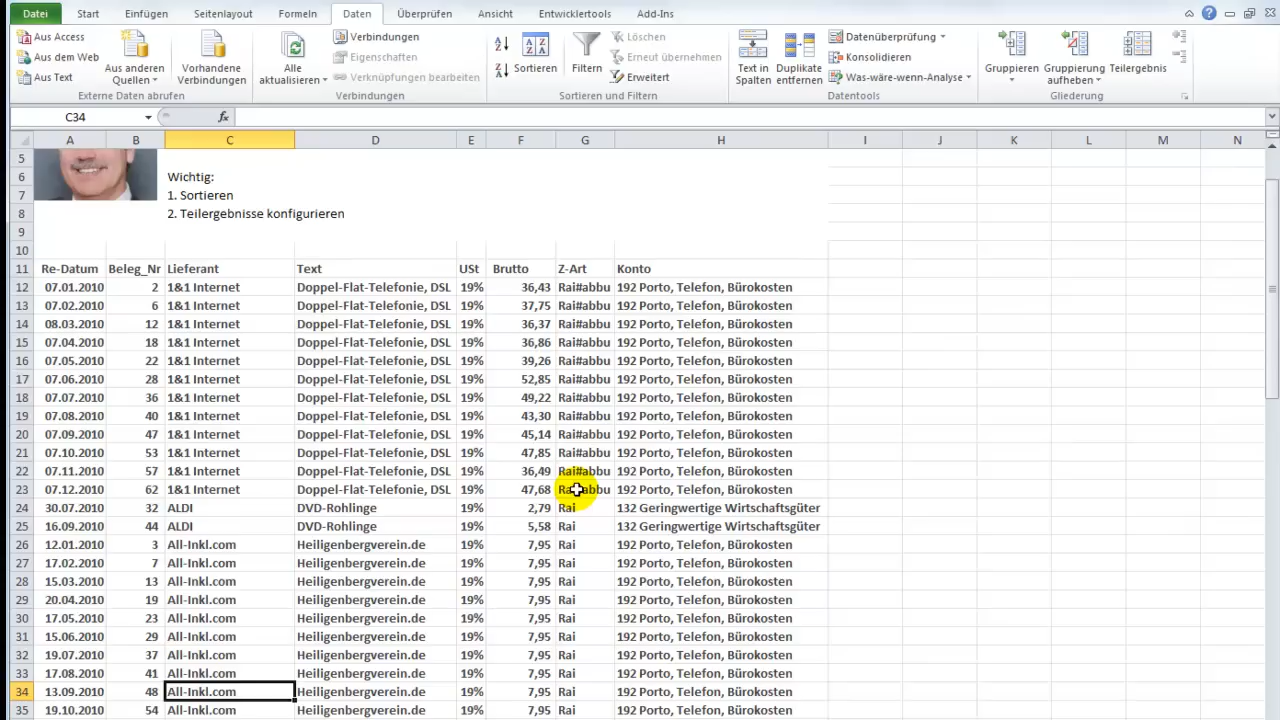 Datei Start Einfügen Seitenlayout Formeln Daten Überprüfen Ansicht Entwicklertools Add-Ins
Aus Access
Aus dem Web
Aus Text
Aus anderen Quellen
Vorhandene Verbindungen
Externe Daten abrufen
Alle aktualisieren
Verbindungen
Eigenschaften
Verknüpfungen bearbeiten
Verbindungen
Sortieren
Filtern
Löschen
Erneut übernehmen
Erweitert
Sortieren und Filtern
Text in Spalten
Duplikate entfernen
Datenüberprüfung
Konsolidieren
Was-wäre-wenn-Analyse
Datentools
Gruppieren
Gruppierung aufheben
Teilergebnis
Gliederung
C34 fx
A B C D E F G H I J K L M N
5
6 Wichtig:
7 1. Sortieren
8 2. Teilergebnisse konfigurieren
9
10
11 Re-Datum Beleg_Nr Lieferant Text USt Brutto Z-Art Konto
12 07.01.2010 2 1&1 Internet Doppel-Flat-Telefonie, DSL 19% 36,43 Rai#abbu 192 Porto, Telefon, Bürokosten
13 07.02.2010 6 1&1 Internet Doppel-Flat-Telefonie, DSL 19% 37,75 Rai#abbu 192 Porto, Telefon, Bürokosten
14 08.03.2010 12 1&1 Internet Doppel-Flat-Telefonie, DSL 19% 36,37 Rai#abbu 192 Porto, Telefon, Bürokosten
15 07.04.2010 18 1&1 Internet Doppel-Flat-Telefonie, DSL 19% 36,86 Rai#abbu 192 Porto, Telefon, Bürokosten
16 07.05.2010 22 1&1 Internet Doppel-Flat-Telefonie, DSL 19% 39,26 Rai#abbu 192 Porto, Telefon, Bürokosten
17 07.06.2010 28 1&1 Internet Doppel-Flat-Telefonie, DSL 19% 52,85 Rai#abbu 192 Porto, Telefon, Bürokosten
18 07.07.2010 36 1&1 Internet Doppel-Flat-Telefonie, DSL 19% 49,22 Rai#abbu 192 Porto, Telefon, Bürokosten
19 07.08.2010 40 1&1 Internet Doppel-Flat-Telefonie, DSL 19% 43,30 Rai#abbu 192 Porto, Telefon, Bürokosten
20 07.09.2010 47 1&1 Internet Doppel-Flat-Telefonie, DSL 19% 45,14 Rai#abbu 192 Porto, Telefon, Bürokosten
21 07.10.2010 53 1&1 Internet Doppel-Flat-Telefonie, DSL 19% 47,85 Rai#abbu 192 Porto, Telefon, Bürokosten
22 07.11.2010 57 1&1 Internet Doppel-Flat-Telefonie, DSL 19% 36,49 Rai#abbu 192 Porto, Telefon, Bürokosten
23 07.12.2010 62 1&1 Internet Doppel-Flat-Telefonie, DSL 19% 47,68 Rai#abbu 192 Porto, Telefon, Bürokosten
24 30.07.2010 32 ALDI DVD-Rohlinge 19% 2,79 Rai 132 Geringwertige Wirtschaftsgüter
25 16.09.2010 44 ALDI DVD-Rohlinge 19% 5,58 Rai 132 Geringwertige Wirtschaftsgüter
26 12.01.2010 3 All-Inkl.com Heiligenbergverein.de 19% 7,95 Rai 192 Porto, Telefon, Bürokosten
27 17.02.2010 7 All-Inkl.com Heiligenbergverein.de 19% 7,95 Rai 192 Porto, Telefon, Bürokosten
28 15.03.2010 13 All-Inkl.com Heiligenbergverein.de 19% 7,95 Rai 192 Porto, Telefon, Bürokosten
29 20.04.2010 19 All-Inkl.com Heiligenbergverein.de 19% 7,95 Rai 192 Porto, Telefon, Bürokosten
30 17.05.2010 23 All-Inkl.com Heiligenbergverein.de 19% 7,95 Rai 192 Porto, Telefon, Bürokosten
31 15.06.2010 29 All-Inkl.com Heiligenbergverein.de 19% 7,95 Rai 192 Porto, Telefon, Bürokosten
32 19.07.2010 37 All-Inkl.com Heiligenbergverein.de 19% 7,95 Rai 192 Porto, Telefon, Bürokosten
33 17.08.2010 41 All-Inkl.com Heiligenbergverein.de 19% 7,95 Rai 192 Porto, Telefon, Bürokosten
34 13.09.2010 48 All-Inkl.com Heiligenbergverein.de 19% 7,95 Rai 192 Porto, Telefon, Bürokosten
35 19.10.2010 54 All-Inkl.com Heiligenbergverein.de 19% 7,95 Rai 192 Porto, Telefon, Bürokosten